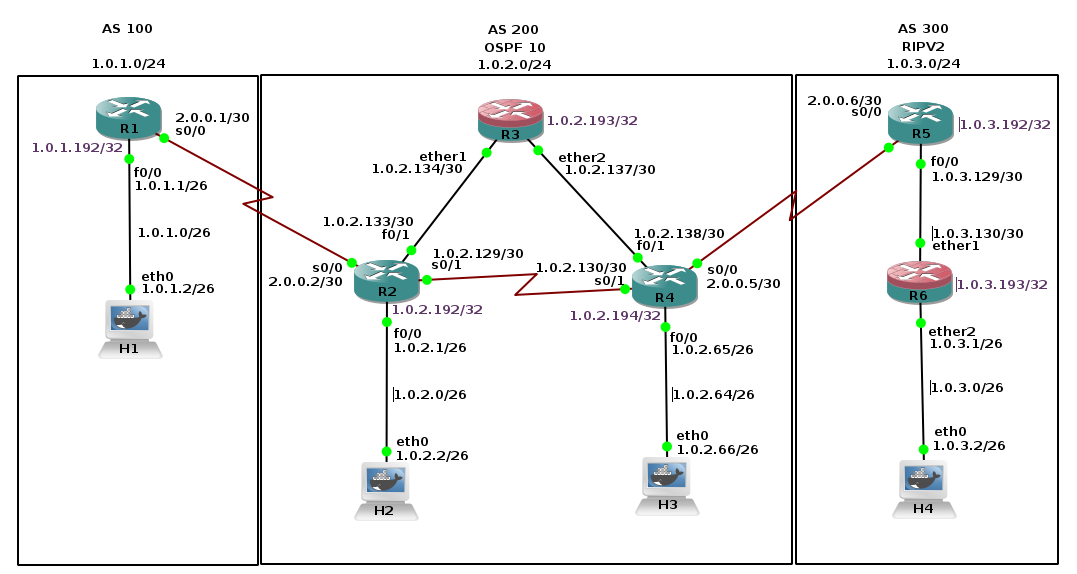 AS 100
1.0.1.0/24
AS 200
OSPF 10
1.0.2.0/24
AS 300
RIPV2
1.0.3.0/24
R1
2.0.0.1/30
s0/0
1.0.1.192/32
f0/0
1.0.1.1/26
1.0.1.0/26
eth0
1.0.1.2/26
H1
R3
1.0.2.193/32
ether1
1.0.2.134/30
ether2
1.0.2.137/30
1.0.2.133/30
f0/1
1.0.2.138/30
f0/1
s0/0
2.0.0.2/30
R2
1.0.2.129/30
s0/1
1.0.2.130/30
s0/1
R4
s0/0
2.0.0.5/30
1.0.2.192/32
1.0.2.194/32
f0/0
1.0.2.1/26
f0/0
1.0.2.65/26
1.0.2.0/26
1.0.2.64/26
eth0
1.0.2.2/26
eth0
1.0.2.66/26
H2
H3
2.0.0.6/30
s0/0
R5
1.0.3.192/32
f0/0
1.0.3.129/30
1.0.3.130/30
ether1
R6
1.0.3.193/32
ether2
1.0.3.1/26
1.0.3.0/26
eth0
1.0.3.2/26
H4